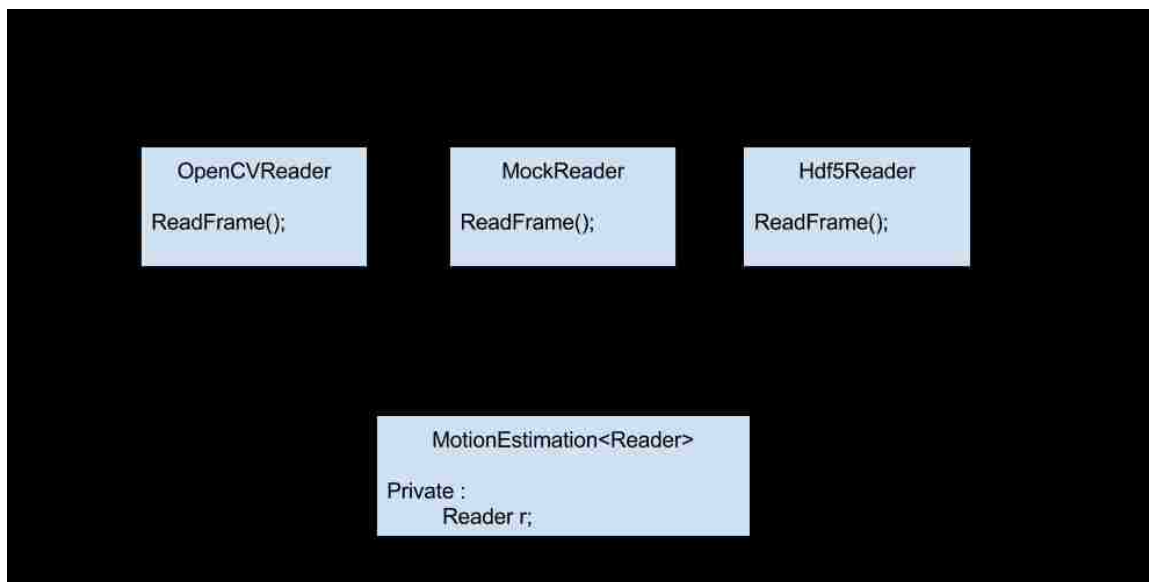 OpenCVReader
ReadFrame();
MockReader
ReadFrame();
Hdf5Reader
ReadFrame();
MotionEstimation<Reader>
Private :
Reader r;